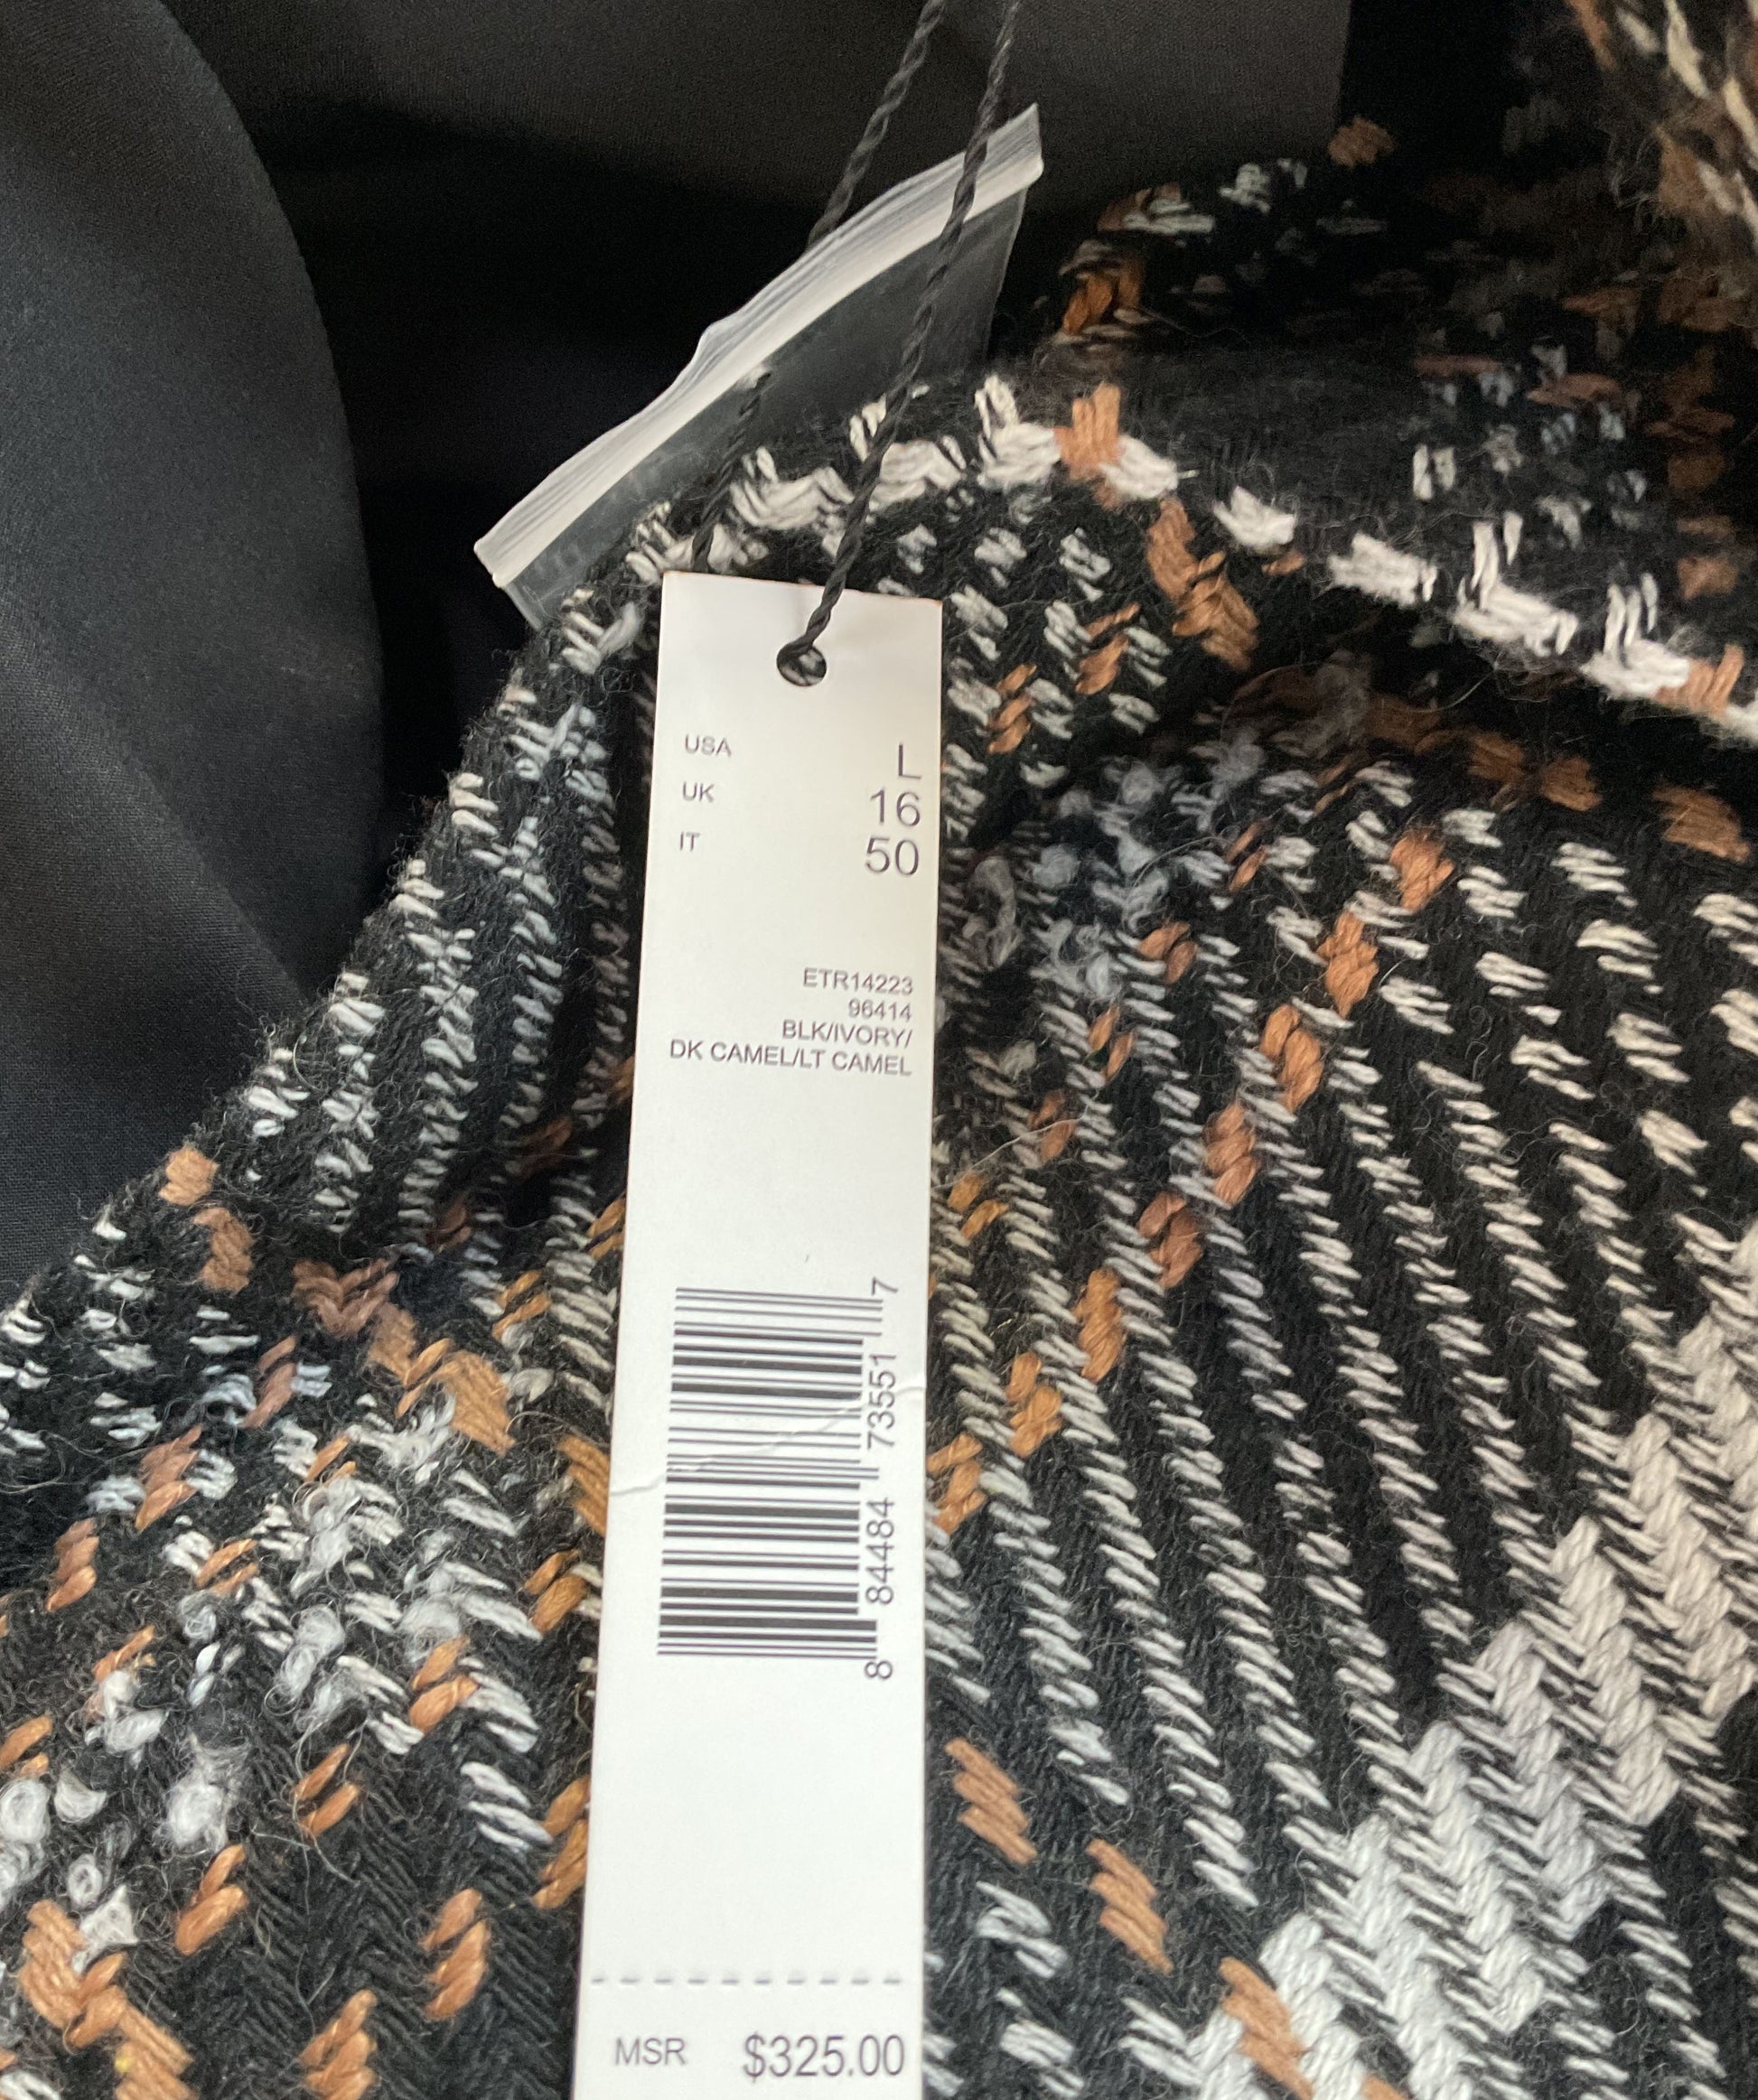 USA L
UK 16
IT 50
ETR14223
96414
BLK/IVORY/
DK CAMEL/LT CAMEL
8 84484 73551 7
MSR $325.00